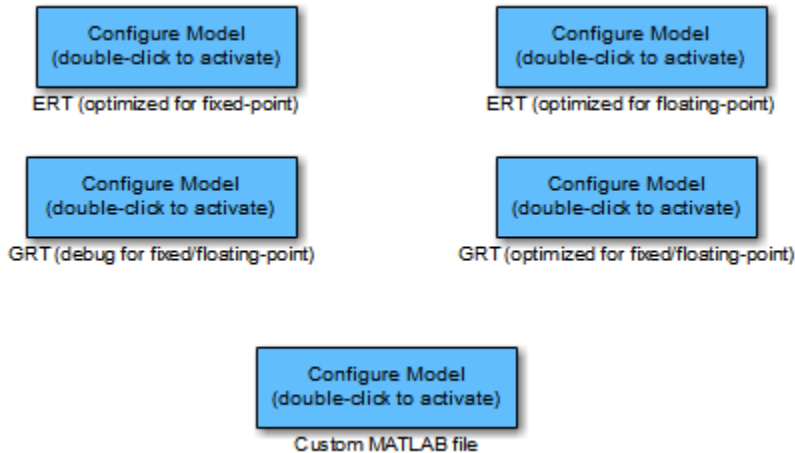 Configure Model
(double-click to activate)
ERT (optimized for fixed-point)
Configure Model
(double-click to activate)
ERT (optimized for floating-point)
Configure Model
(double-click to activate)
GRT (debug for fixed/floating-point)
Configure Model
(double-click to activate)
GRT (optimized for fixed/floating-point)
Configure Model
(double-click to activate)
Custom MATLAB file